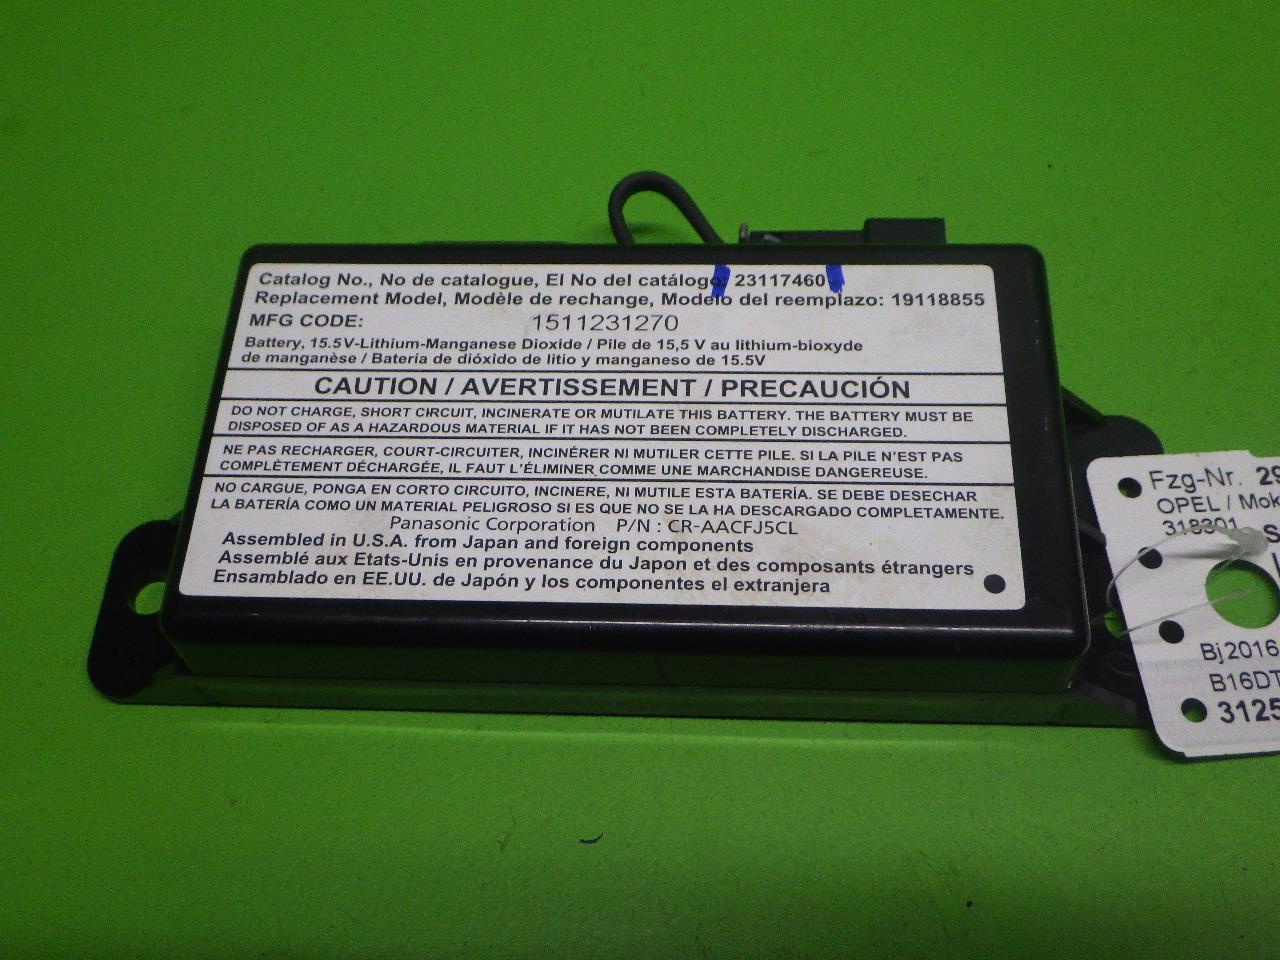 Catalog No., No de catalogue, El No del catálogo: 23117460
Replacement Model, Modèle de rechange, Modelo del reemplazo: 19118855
MFG CODE: 1511231270
Battery, 15.5V-Lithium-Manganese Dioxide / Pile de 15,5 V au lithium-bioxyde
de manganèse / Batería de dióxido de litio y manganeso de 15.5V
CAUTION / AVERTISSEMENT / PRECAUCIÓN
DO NOT CHARGE, SHORT CIRCUIT, INCINERATE OR MUTILATE THIS BATTERY. THE BATTERY MUST BE
DISPOSED OF AS A HAZARDOUS MATERIAL IF IT HAS NOT BEEN COMPLETELY DISCHARGED.
NE PAS RECHARGER, COURT-CIRCUITER, INCINÉRER NI MUTILER CETTE PILE. SI LA PILE N'EST PAS
COMPLÈTEMENT DÉCHARGÉE, IL FAUT L'ÉLIMINER COMME UNE MARCHANDISE DANGEREUSE.
NO CARGUE, PONGA EN CORTO CIRCUITO, INCINERE, NI MUTILE ESTA BATERÍA. SE DEBE DESECHAR
LA BATERÍA COMO UN MATERIAL PELIGROSO SI ES QUE NO SE LA HA DESCARGADO COMPLETAMENTE.
Panasonic Corporation P/N : CR-AACFJ5CL
Assembled in U.S.A. from Japan and foreign components
Assemblé aux Etats-Unis en provenance du Japon et des composants étrangers
Ensamblado en EE.UU. de Japón y los componentes el extranjera
Fzg-Nr. 29
OPEL / Mok
318301
Bj2016
B16DT
3125